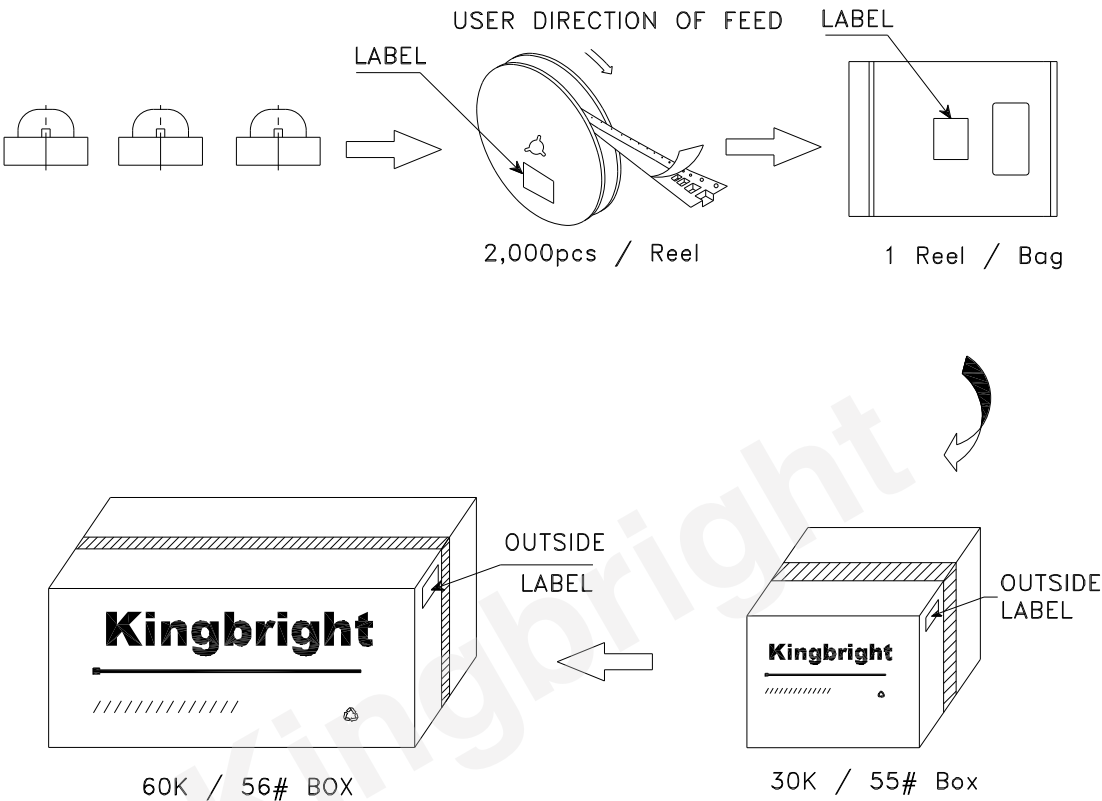 USER DIRECTION OF FEED
LABEL
LABEL
2,000pcs / Reel
1 Reel / Bag
OUTSIDE
LABEL
Kingbright
60K / 56# BOX
OUTSIDE
LABEL
Kingbright
30K / 55# Box
Kingbright